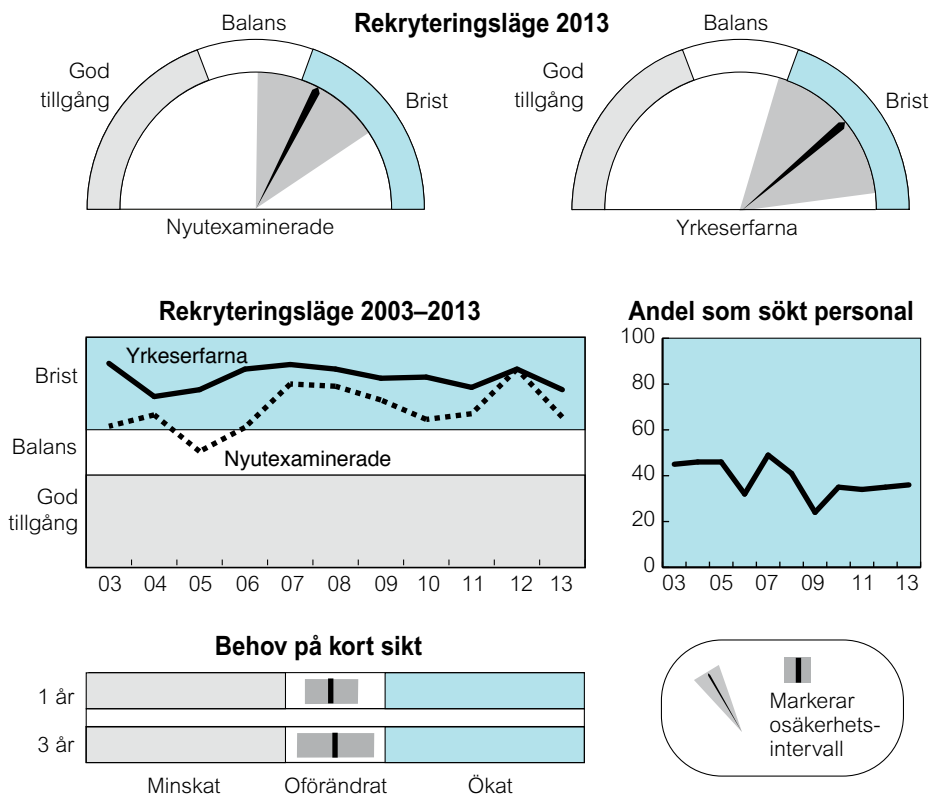 Rekryteringsläge 2013
Balans
God
tillgång
Brist
Nyutexaminerade
Balans
God
tillgång
Brist
Yrkeserfarna
Rekryteringsläge 2003–2013
Brist
Balans
God
tillgång
Yrkeserfarna
Nyutexaminerade
03 04 05 06 07 08 09 10 11 12 13
Andel som sökt personal
100
80
60
40
20
0
03 05 07 09 11 13
Behov på kort sikt
1 år
3 år
Minskat Oförändrat Ökat
Markerar
osäkerhets-
intervall